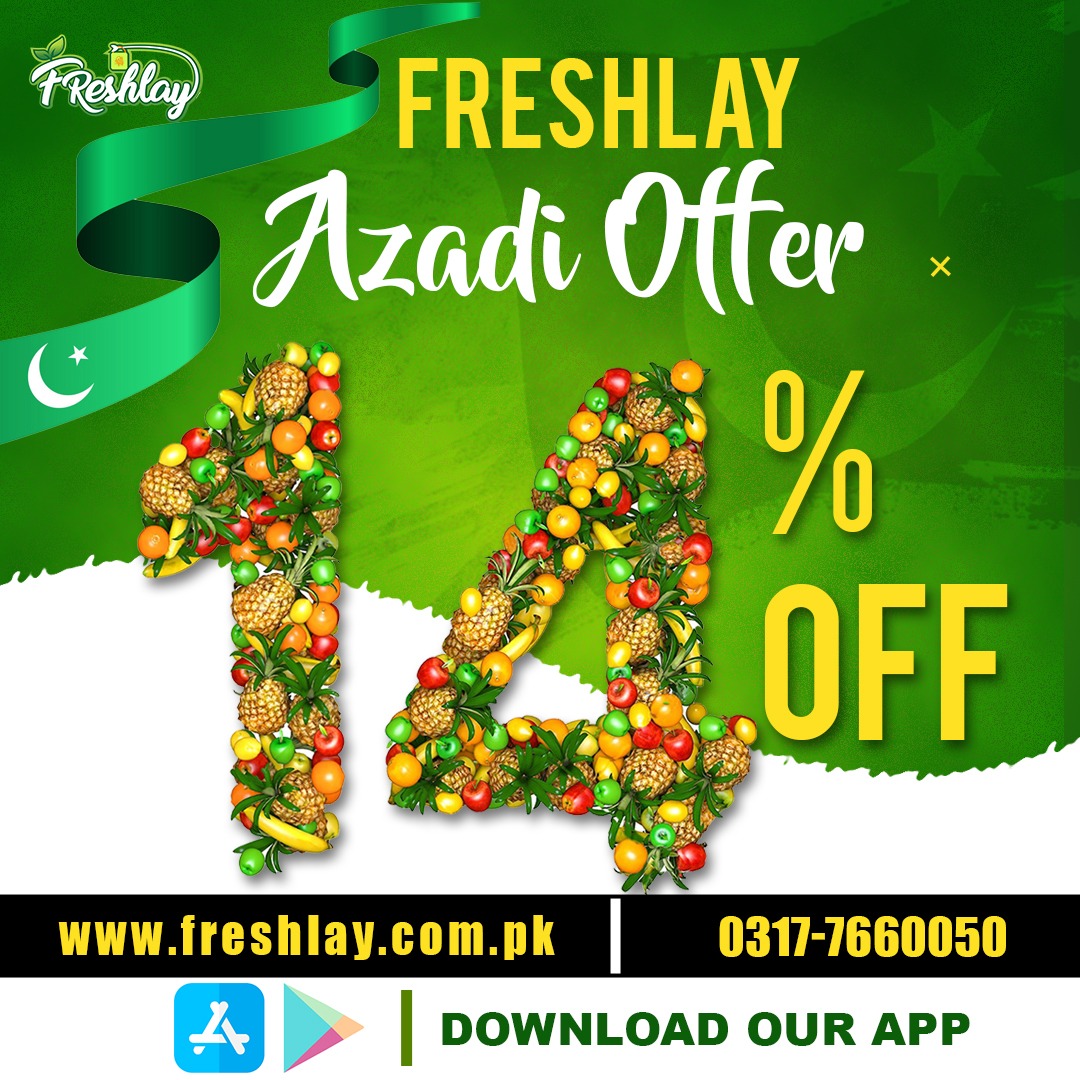 FReshlay
FRESHLAY
Azadi Offer
14
%
OFF
www.freshlay.com.pk
0317-7660050
DOWNLOAD OUR APP